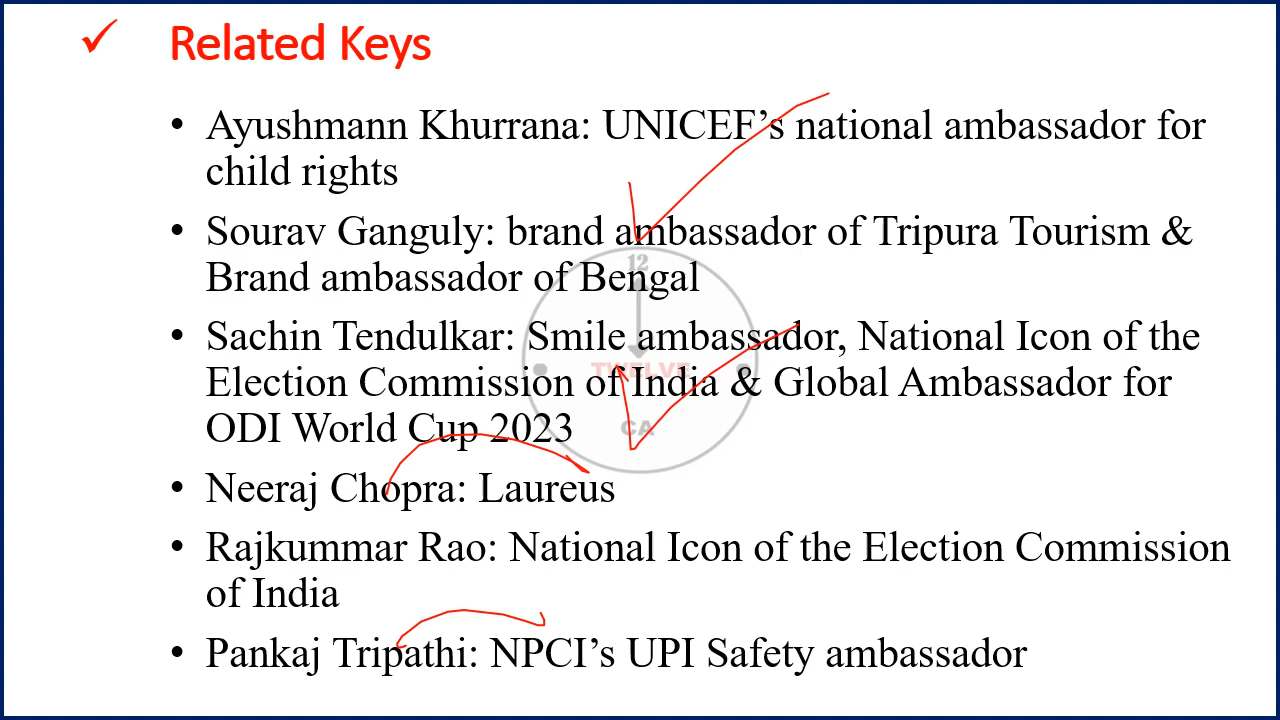 ✓ Related Keys
• Ayushmann Khurrana: UNICEF’s national ambassador for
child rights
• Sourav Ganguly: brand ambassador of Tripura Tourism &
Brand ambassador of Bengal
• Sachin Tendulkar: Smile ambassador, National Icon of the
Election Commission of India & Global Ambassador for
ODI World Cup 2023
• Neeraj Chopra: Laureus
• Rajkummar Rao: National Icon of the Election Commission
of India
• Pankaj Tripathi: NPCI’s UPI Safety ambassador
12
TWELVE
CA